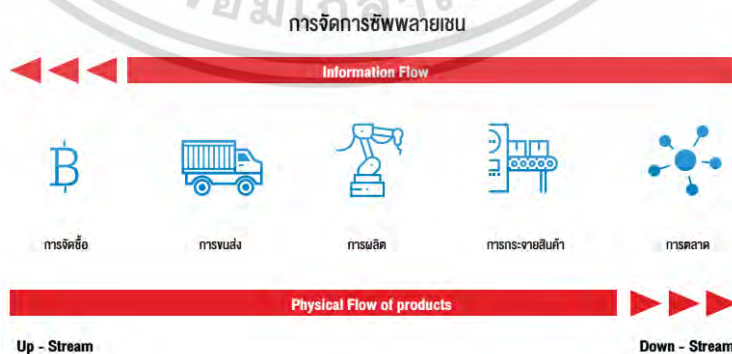 การจัดการซัพพลายเชน
Information Flow
การจัดซื้อ การขนส่ง การผลิต การกระจายสินค้า การตลาด
Physical Flow of products
Up - Stream Down - Stream